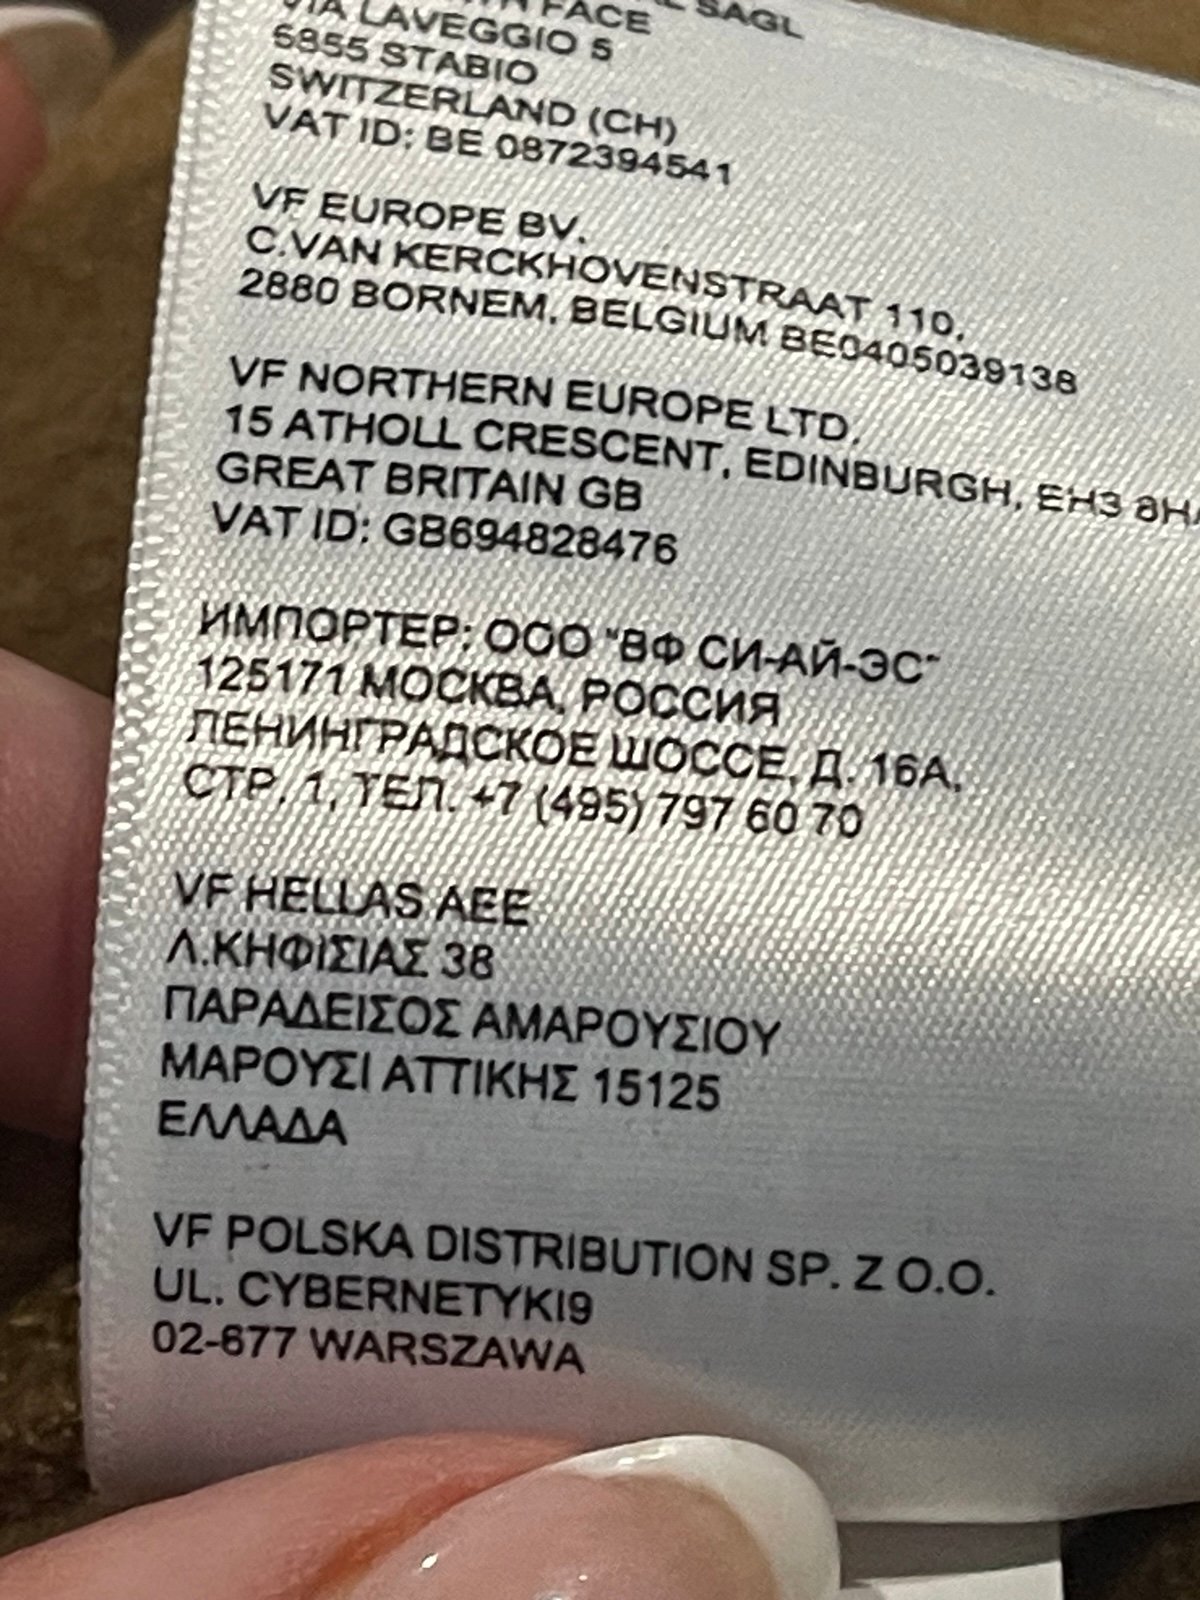 FACE
SAGL
VIA LAVEGGIO 5
6855 STABIO
SWITZERLAND (CH)
VAT ID: BE 0872394541
VF EUROPE BV.
C.VAN KERCKHOVENSTRAAT 110,
2880 BORNEM, BELGIUM BE0405039138
VF NORTHERN EUROPE LTD.
15 ATHOLL CRESCENT, EDINBURGH, EH3
GREAT BRITAIN GB
VAT ID: GB694828476
ИМПОРТЕР: ООО "ВФ СИ-АЙ-ЭС"
125171 МОСКВА, РОССИЯ
ЛЕНИНГРАДСКОЕ ШОССЕ, Д. 16А,
СТР. 1, ТЕЛ. +7 (495) 797 60 70
VF HELLAS AEE
Λ.ΚΗΦΙΣΙΑΣ 38
ΠΑΡΑΔΕΙΣΟΣ ΑΜΑΡΟΥΣΙΟΥ
ΜΑΡΟΥΣΙ ΑΤΤΙΚΗΣ 15125
ΕΛΛΑΔΑ
VF POLSKA DISTRIBUTION SP. Z O.O.
UL. CYBERNETYKI9
02-677 WARSZAWA